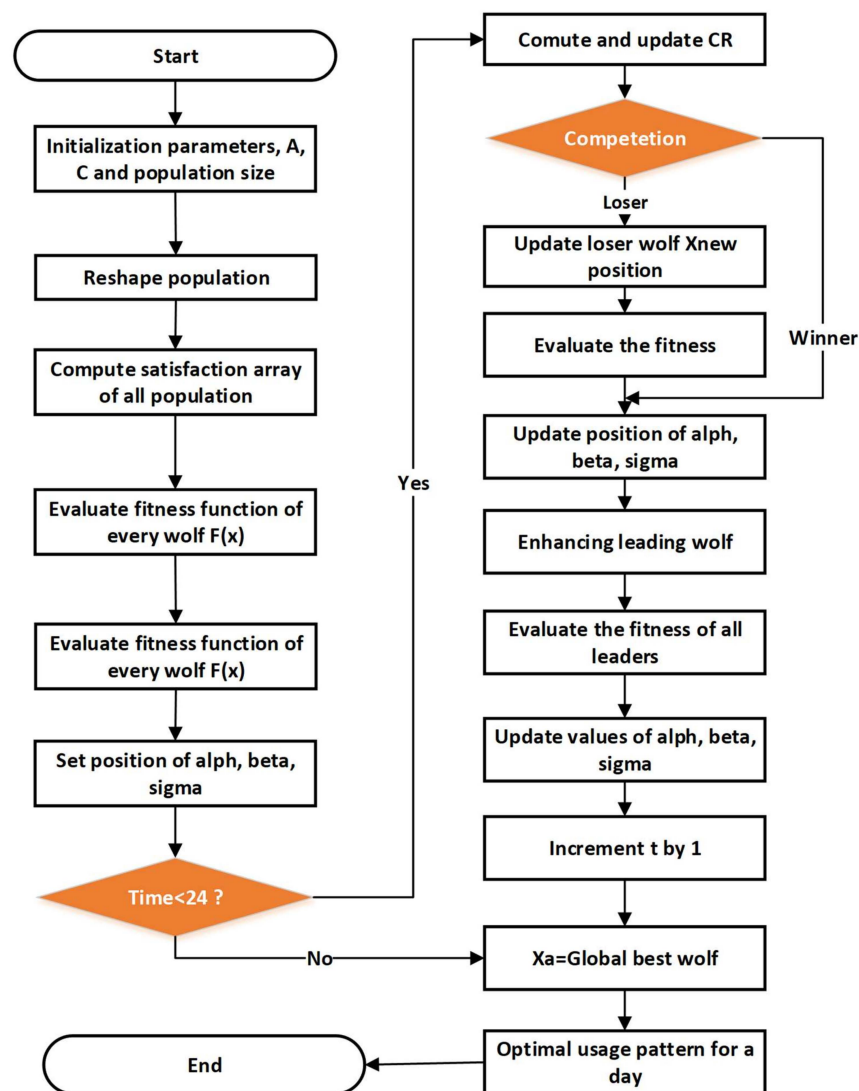 Start
Initialization parameters, A,
C and population size
Reshape population
Compute satisfaction array
of all population
Evaluate fitness function of
every wolf F(x)
Evaluate fitness function of
every wolf F(x)
Set position of alph, beta,
sigma
Time<24 ?
Yes
No
Comute and update CR
Competetion
Loser
Winner
Update loser wolf Xnew
position
Evaluate the fitness
Update position of alph,
beta, sigma
Enhancing leading wolf
Evaluate the fitness of all
leaders
Update values of alph, beta,
sigma
Increment t by 1
Xa=Global best wolf
Optimal usage pattern for a
day
End